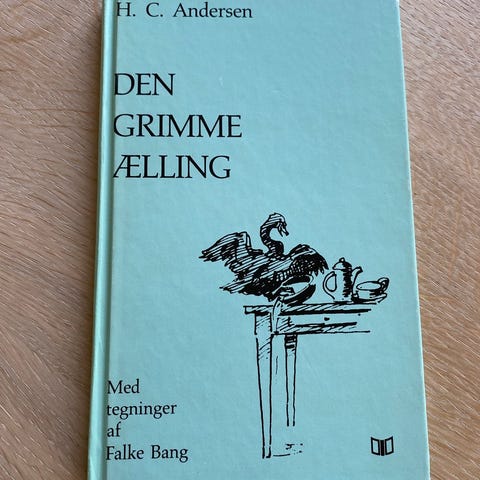 H. C. Andersen
DEN
GRIMME
ÆLLING
Med
tegninger
af
Falke Bang